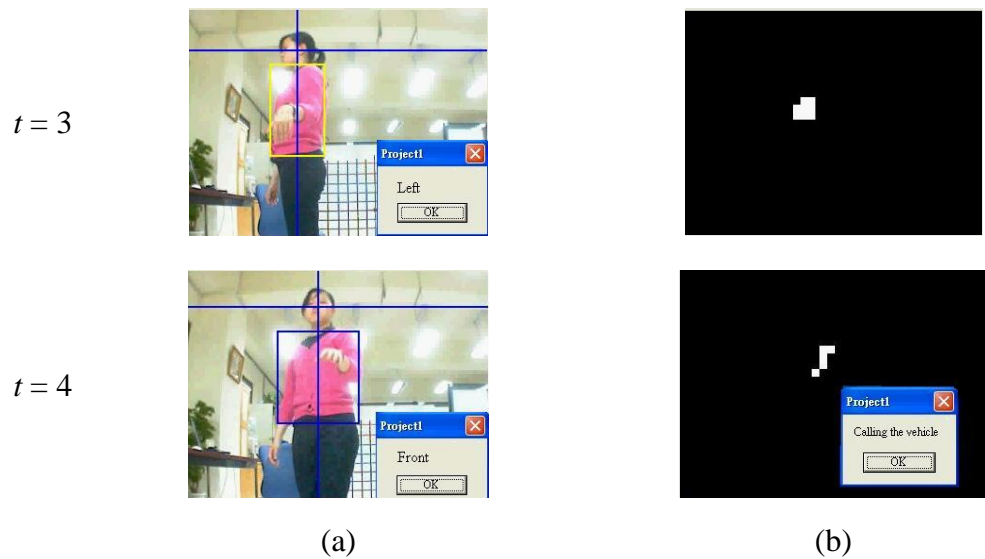 t = 3
Project1
Left
OK
t = 4
Project1
Front
OK
Project1
Calling the vehicle
OK
(a)
(b)